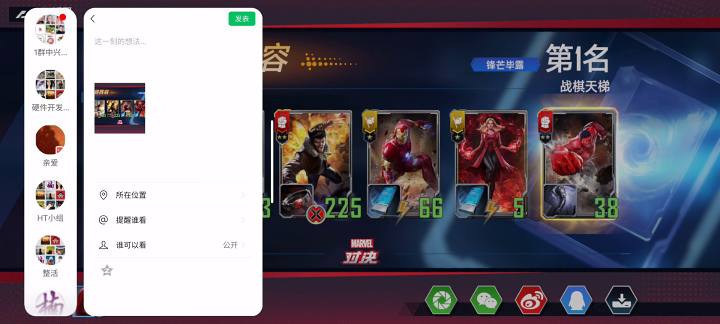 1群中兴...
硬件开发...
亲爱
HT小组
整活
发表
这一刻的想法...
所在位置
提醒谁看
谁可以看
公开
容
锋芒毕露
第1名
战棋天梯
3
225
66
5
38
MARVEL
对决